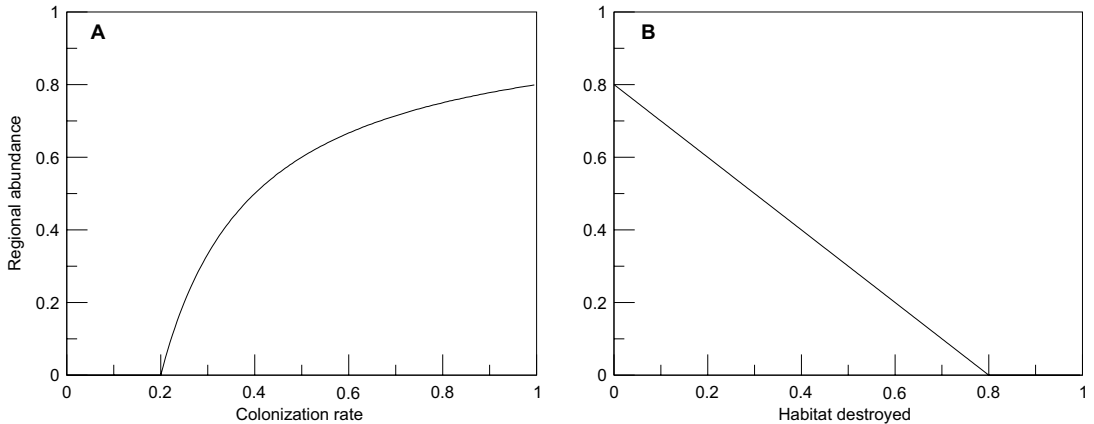 A
1
0.8
0.6
0.4
0.2
0
Regional abundance
0 0.2 0.4 0.6 0.8 1
Colonization rate
B
1
0.8
0.6
0.4
0.2
0
0 0.2 0.4 0.6 0.8 1
Habitat destroyed